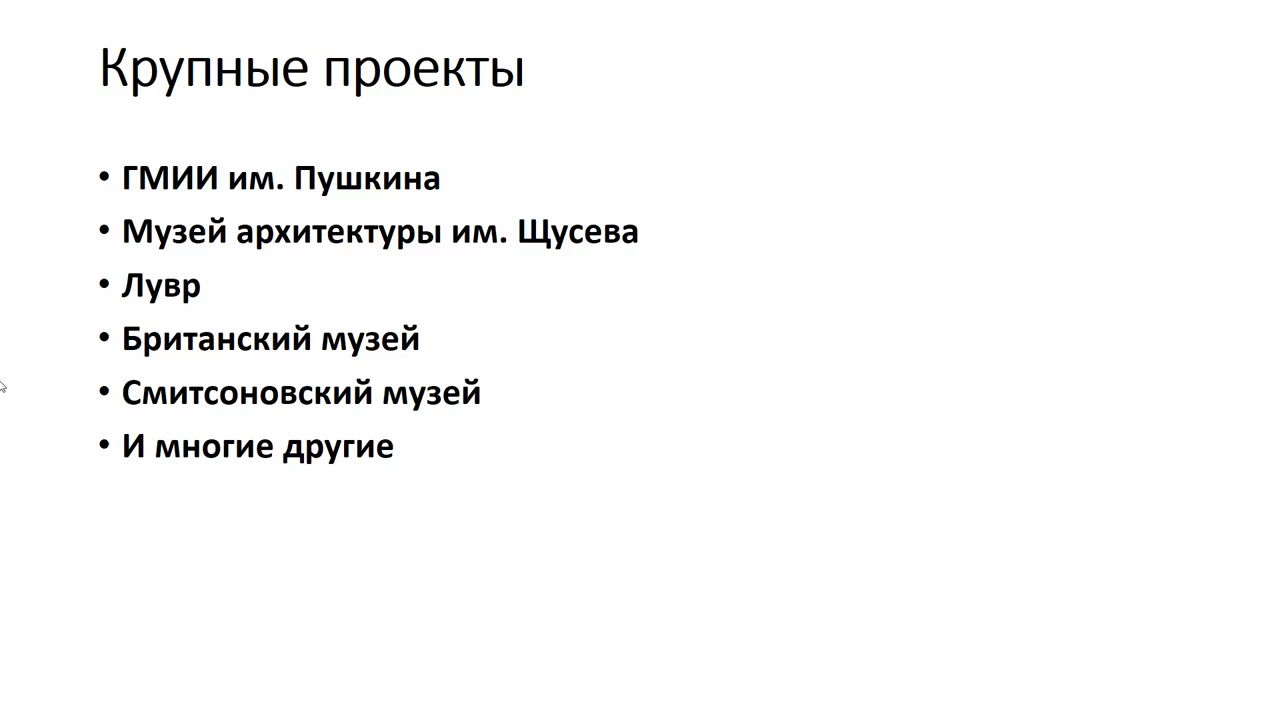 Крупные проекты
• ГМИИ им. Пушкина
• Музей архитектуры им. Щусева
• Лувр
• Британский музей
• Смитсоновский музей
• И многие другие